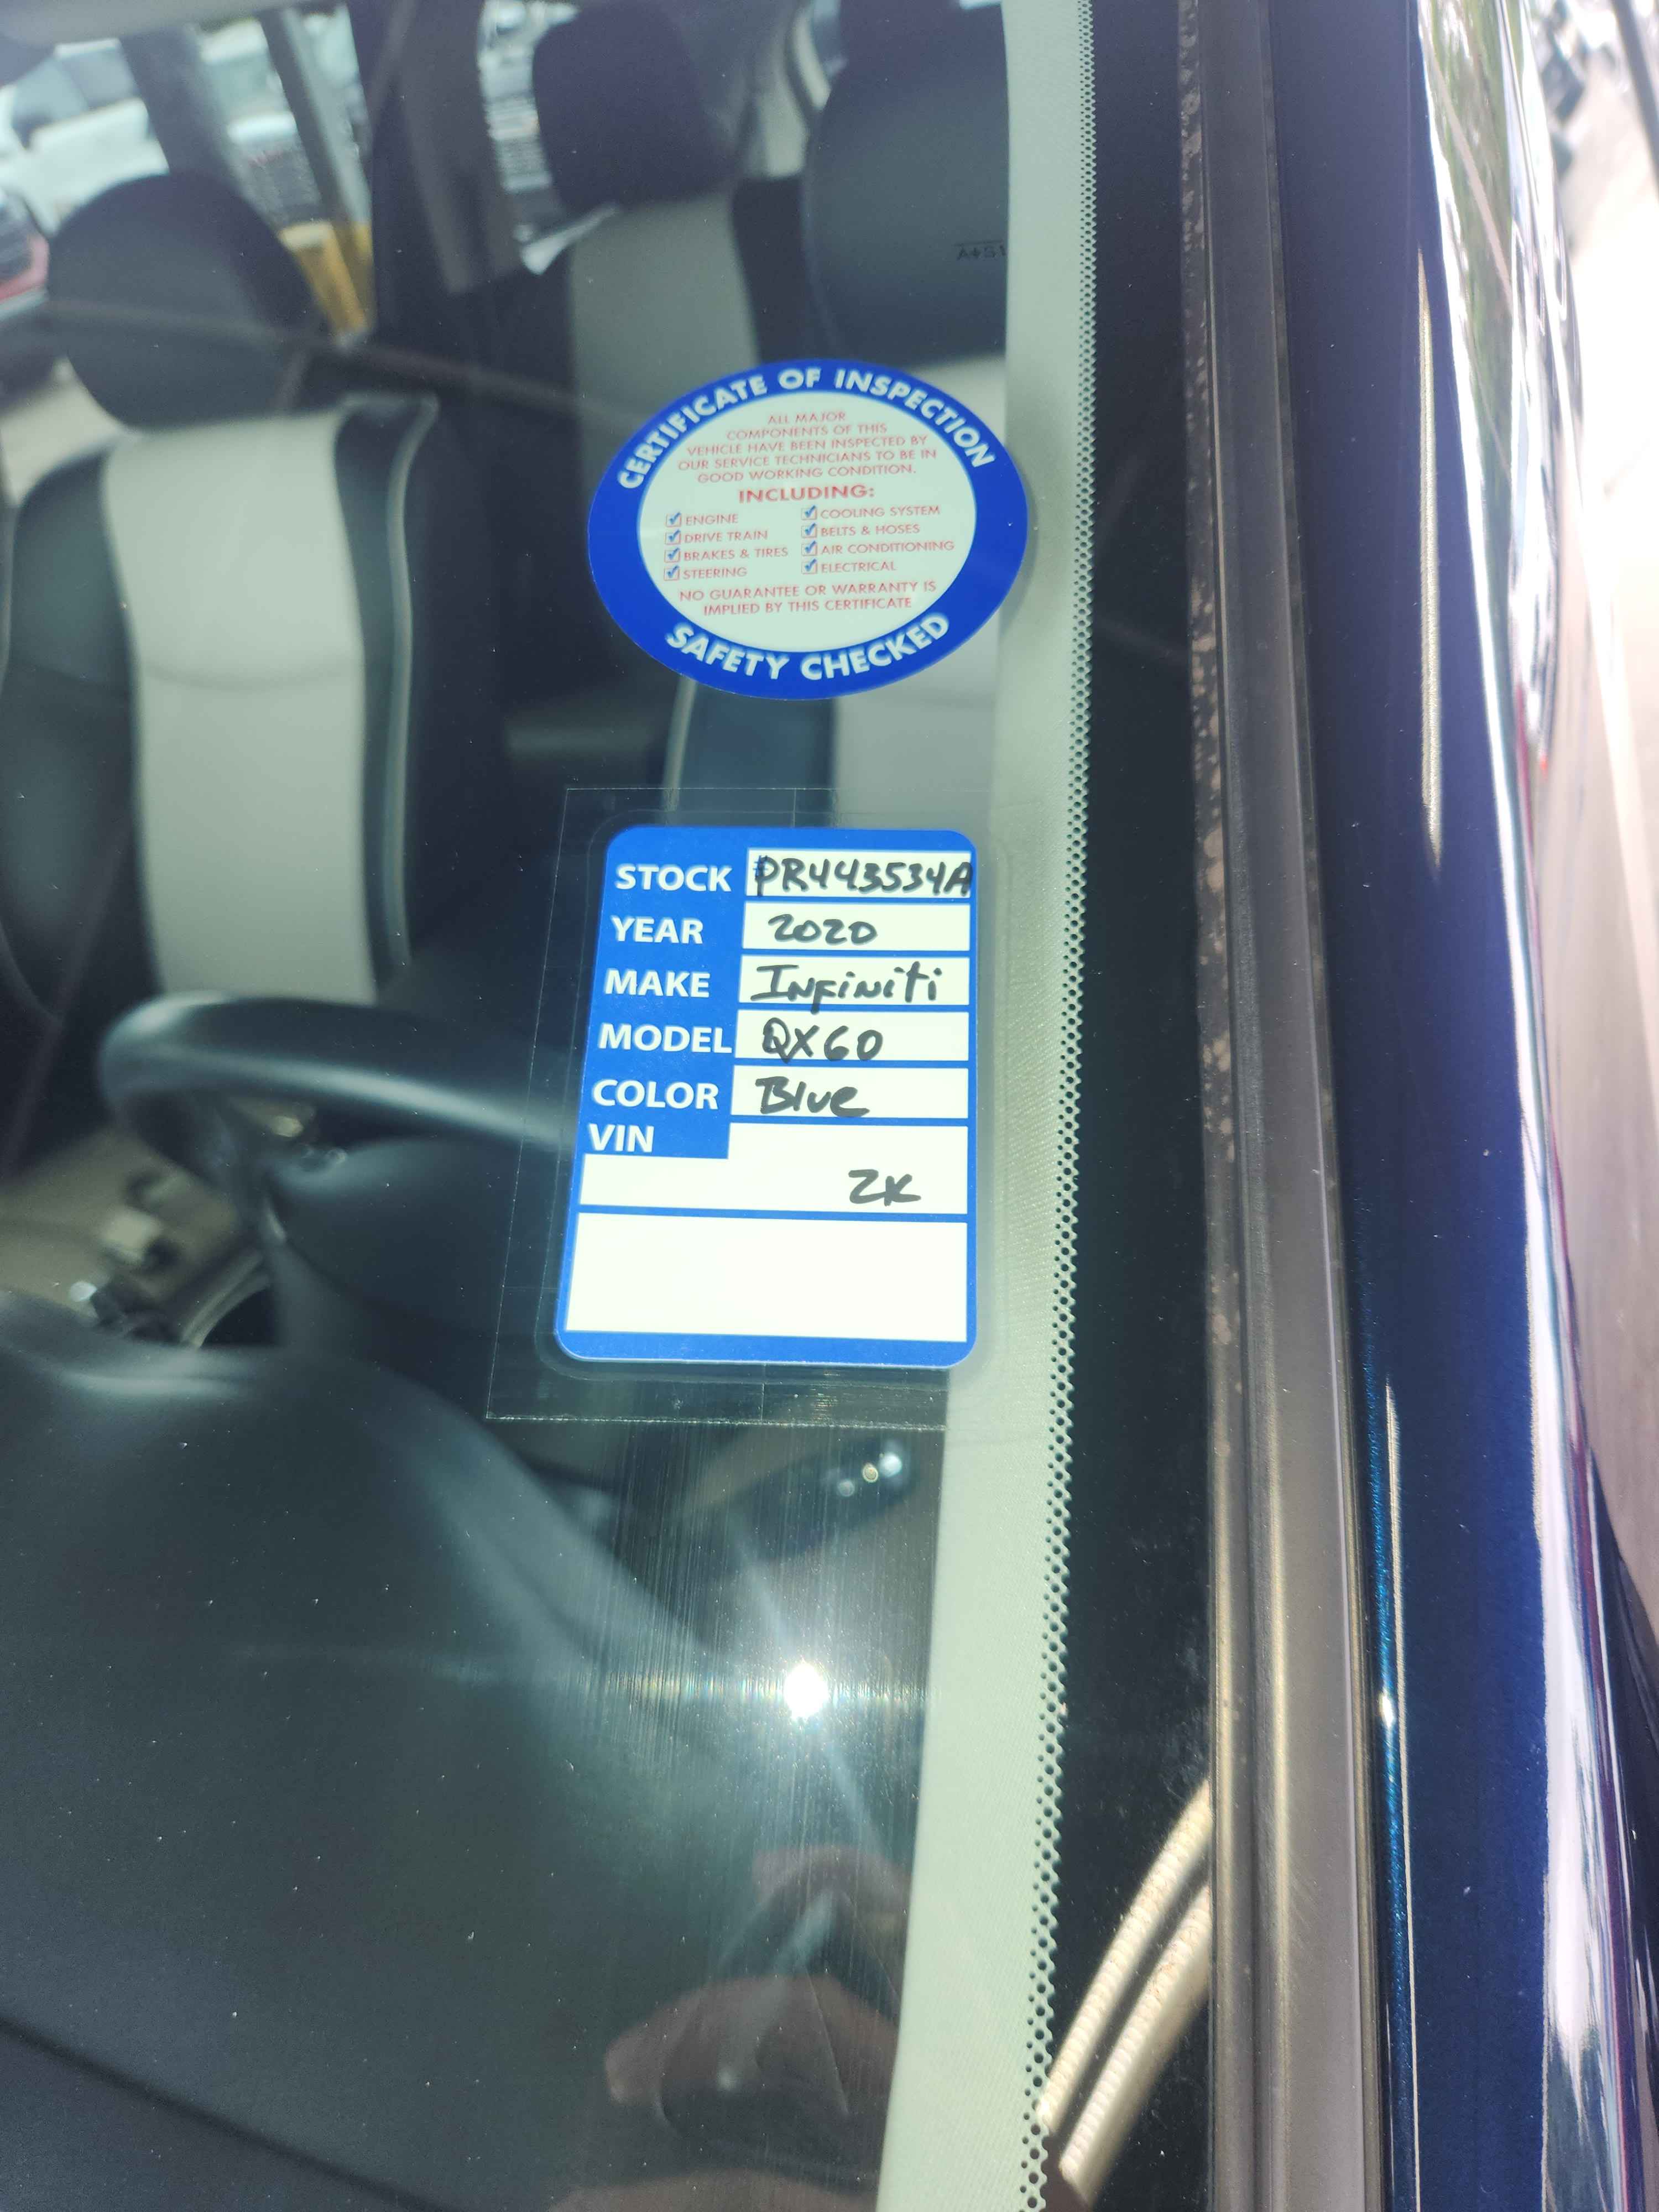 CERTIFICATE OF INSPECTION
ALL MAJOR
COMPONENTS OF THIS
VEHICLE HAVE BEEN INSPECTED BY
OUR SERVICE TECHNICIANS TO BE IN
GOOD WORKING CONDITION.
INCLUDING:
ENGINE
DRIVE TRAIN
BRAKES & TIRES
STEERING
COOLING SYSTEM
BELTS & HOSES
AIR CONDITIONING
ELECTRICAL
NO GUARANTEE OR WARRANTY IS
IMPLIED BY THIS CERTIFICATE
SAFETY CHECKED
STOCK PR443534A
YEAR 2020
MAKE Infiniti
MODEL QX60
COLOR Blue
VIN
2K